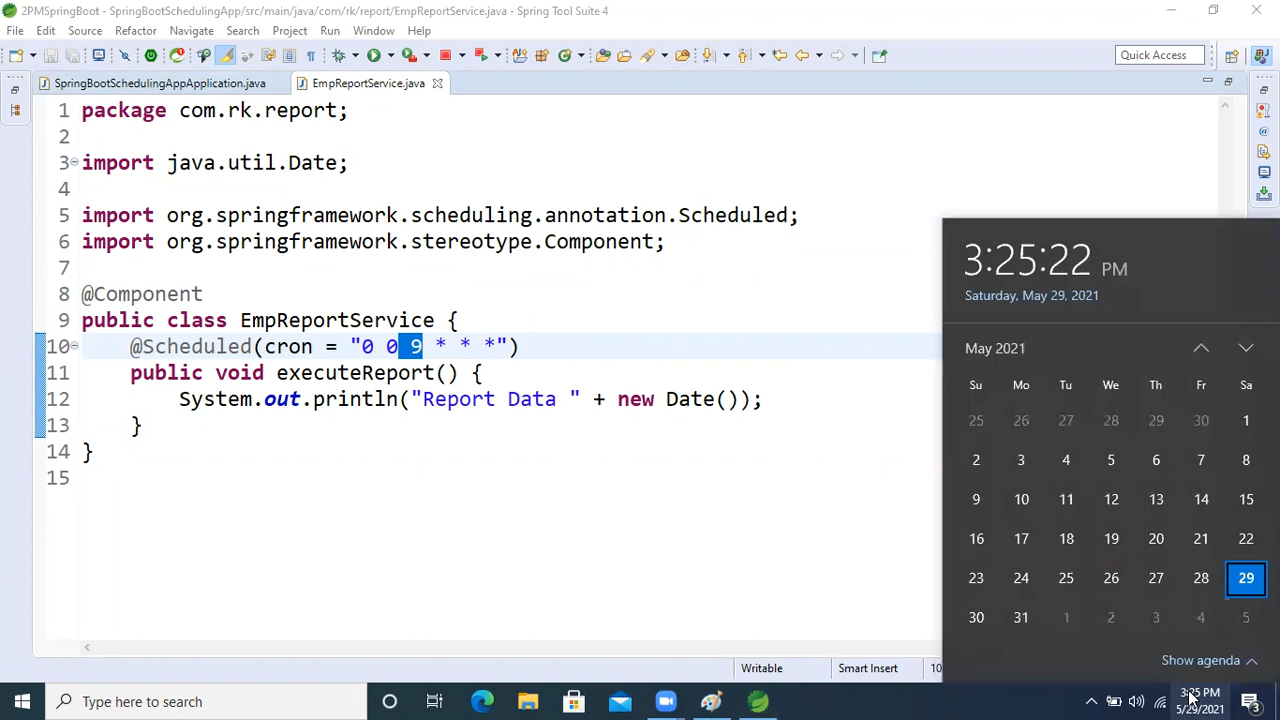 2PMSpringBoot - SpringBootSchedulingApp/src/main/java/com/rk/report/EmpReportService.java - Spring Tool Suite 4
File Edit Source Refactor Navigate Search Project Run Window Help
Quick Access
SpringBootSchedulingAppApplication.java EmpReportService.java
1 package com.rk.report;
2
3 import java.util.Date;
4
5 import org.springframework.scheduling.annotation.Scheduled;
6 import org.springframework.stereotype.Component;
7
8 @Component
9 public class EmpReportService {
10 @Scheduled(cron = "0 0 9 * * *")
11 public void executeReport() {
12 System.out.println("Report Data " + new Date());
13 }
14 }
15
3:25:22 PM
Saturday, May 29, 2021
May 2021
Su Mo Tu We Th Fr Sa
25 26 27 28 29 30 1
2 3 4 5 6 7 8
9 10 11 12 13 14 15
16 17 18 19 20 21 22
23 24 25 26 27 28 29
30 31 1 2 3 4 5
Show agenda
Writable Smart Insert 10
Type here to search
3:25 PM
5/29/2021
3